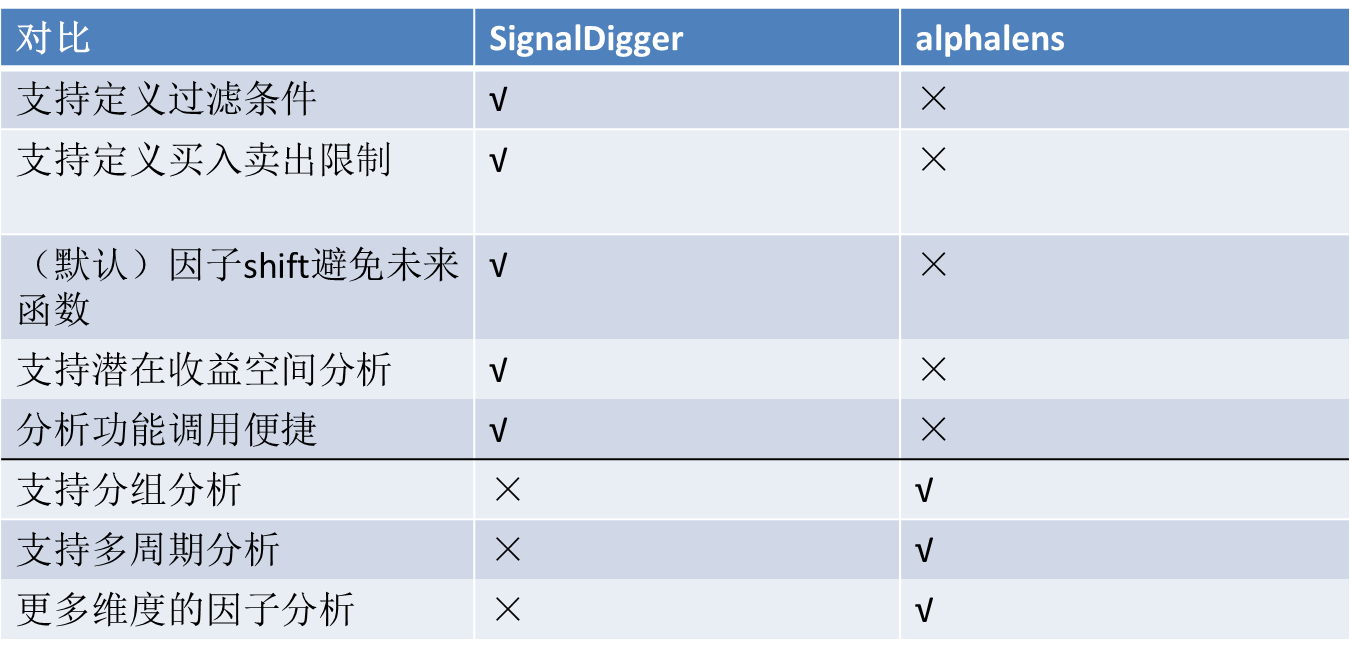 对比 SignalDigger alphalens
支持定义过滤条件 √ ×
支持定义买入卖出限制 √ ×
（默认）因子shift避免未来 √ ×
函数
支持潜在收益空间分析 √ ×
分析功能调用便捷 √ ×
支持分组分析 × √
支持多周期分析 × √
更多维度的因子分析 × √